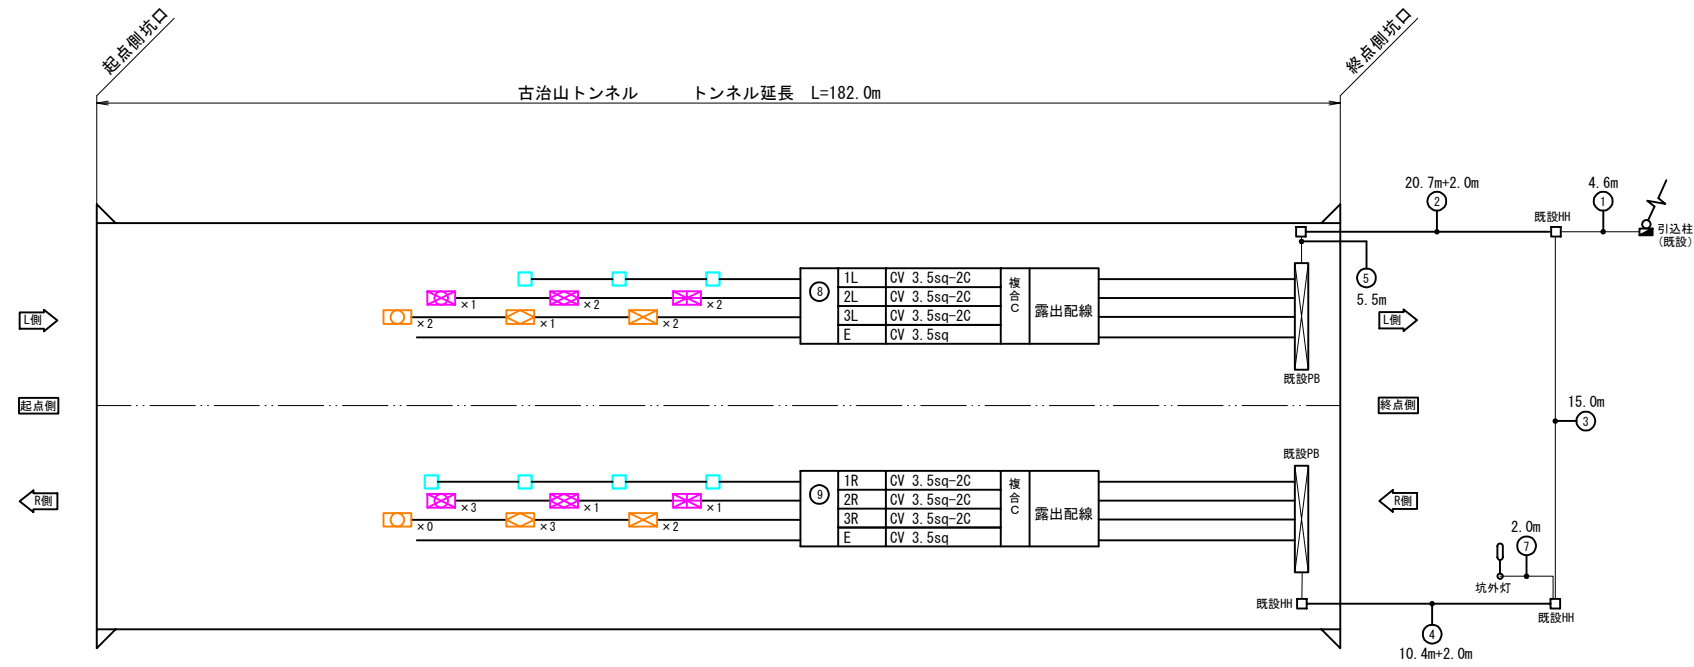 起点側坑口
終点側坑口
古治山トンネル トンネル延長 L=182.0m
20.7m+2.0m
②
4.6m
①
既設HH
引込柱
(既設)
⑤
5.5m
L側
×1
×2
×2
×2
×1
×2
⑧
1L CV 3.5sq-2C
2L CV 3.5sq-2C
3L CV 3.5sq-2C
E CV 3.5sq
複合C
露出配線
L側
既設PB
起点側
終点側
15.0m
③
既設PB
R側
×3
×1
×1
×0
×3
×2
⑨
1R CV 3.5sq-2C
2R CV 3.5sq-2C
3R CV 3.5sq-2C
E CV 3.5sq
複合C
露出配線
R側
2.0m
⑦
坑外灯
既設HH
既設HH
④
10.4m+2.0m